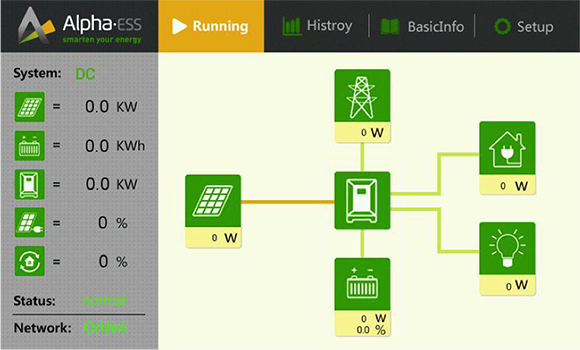 Alpha·ESS
smarten your energy
Running
Histroy
BasicInfo
Setup
System: DC
= 0.0 KW
= 0.0 KWh
= 0.0 KW
= 0 %
= 0 %
Status: normal
Network: Online
0 W
0 W
0 W
0 W
0.0 %
0 W
0 W